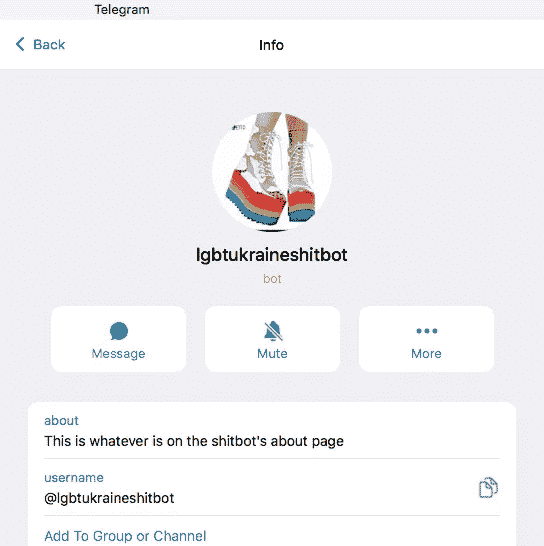 Telegram
Back
Info
lgbtukraineshitbot
bot
Message
Mute
More
about
This is whatever is on the shitbot's about page
username
@lgbtukraineshitbot
Add To Group or Channel